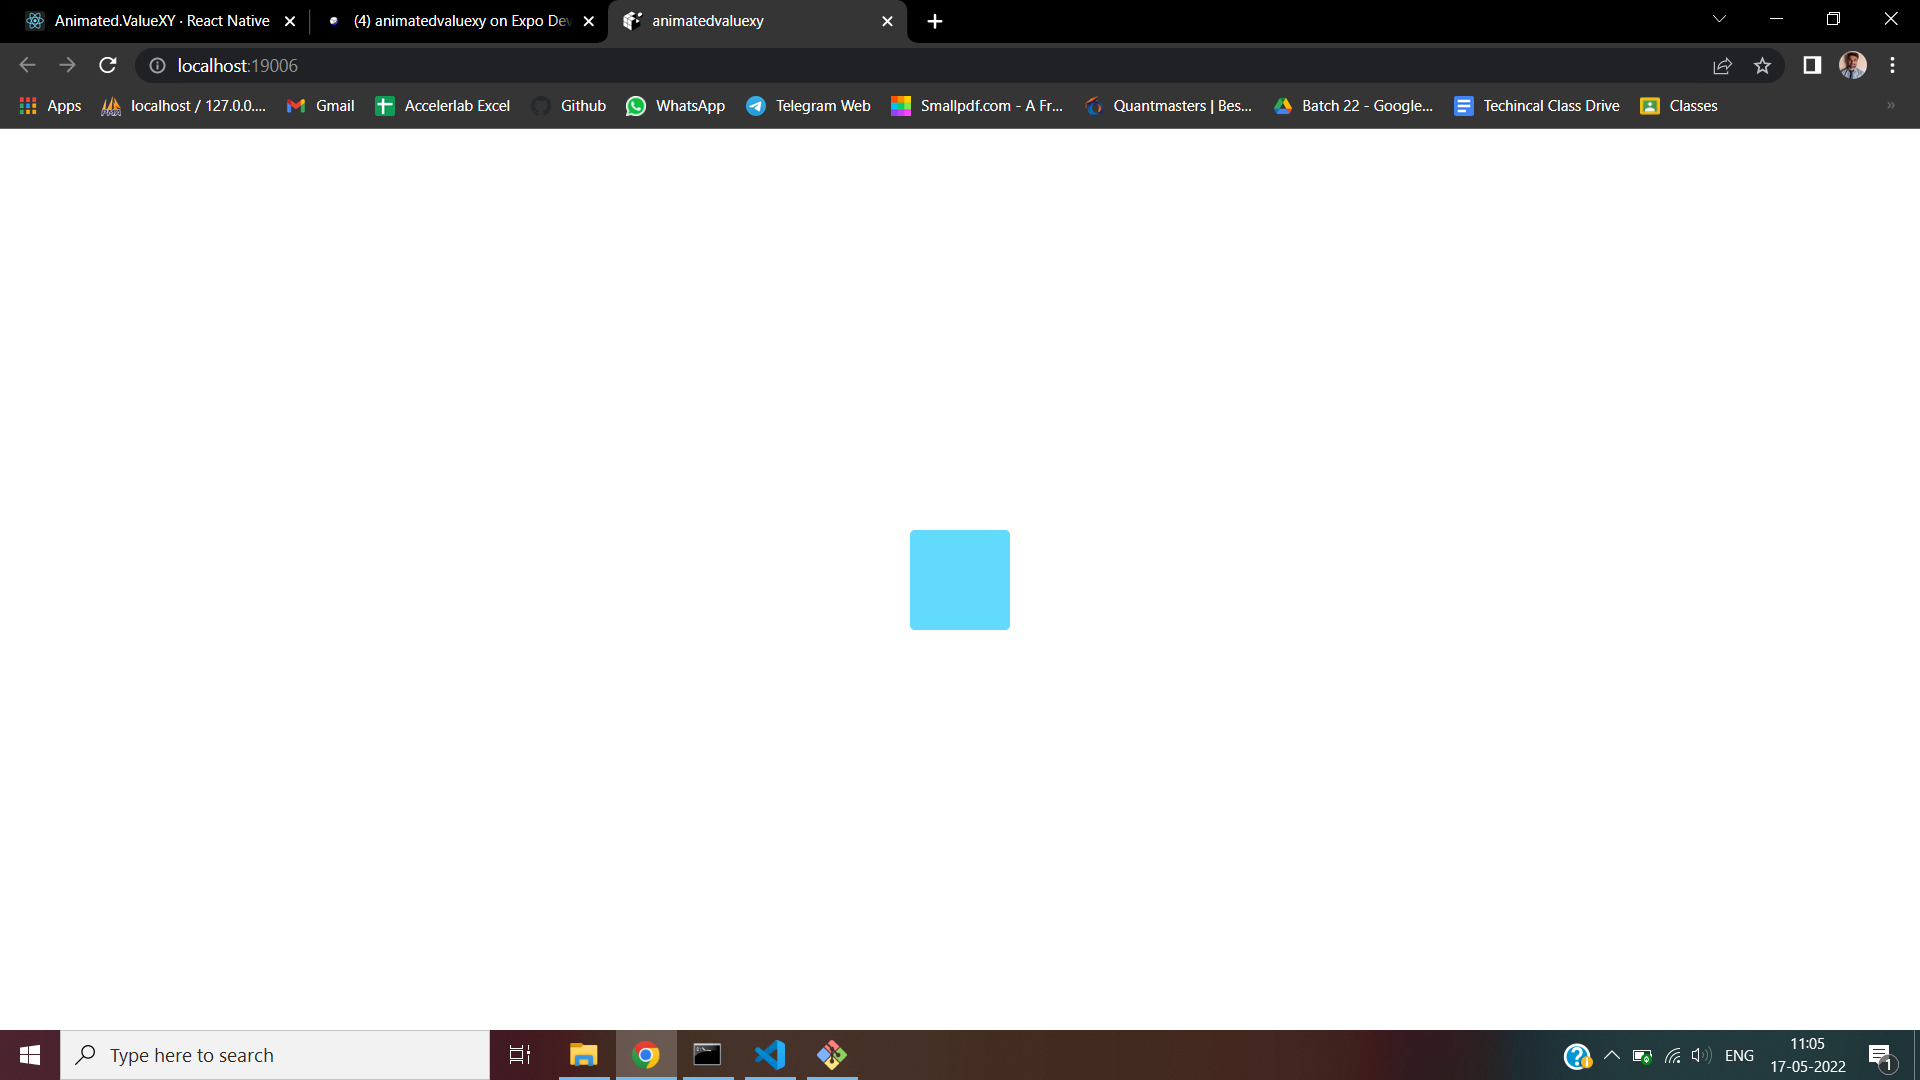 Animated.ValueXY · React Native
(4) animatedvaluexy on Expo Dev
animatedvaluexy
localhost:19006
Apps
localhost / 127.0.0....
Gmail
Accelerlab Excel
Github
WhatsApp
Telegram Web
Smallpdf.com - A Fr...
Quantmasters | Bes...
Batch 22 - Google...
Techincal Class Drive
Classes
Type here to search
ENG
11:05
17-05-2022
1